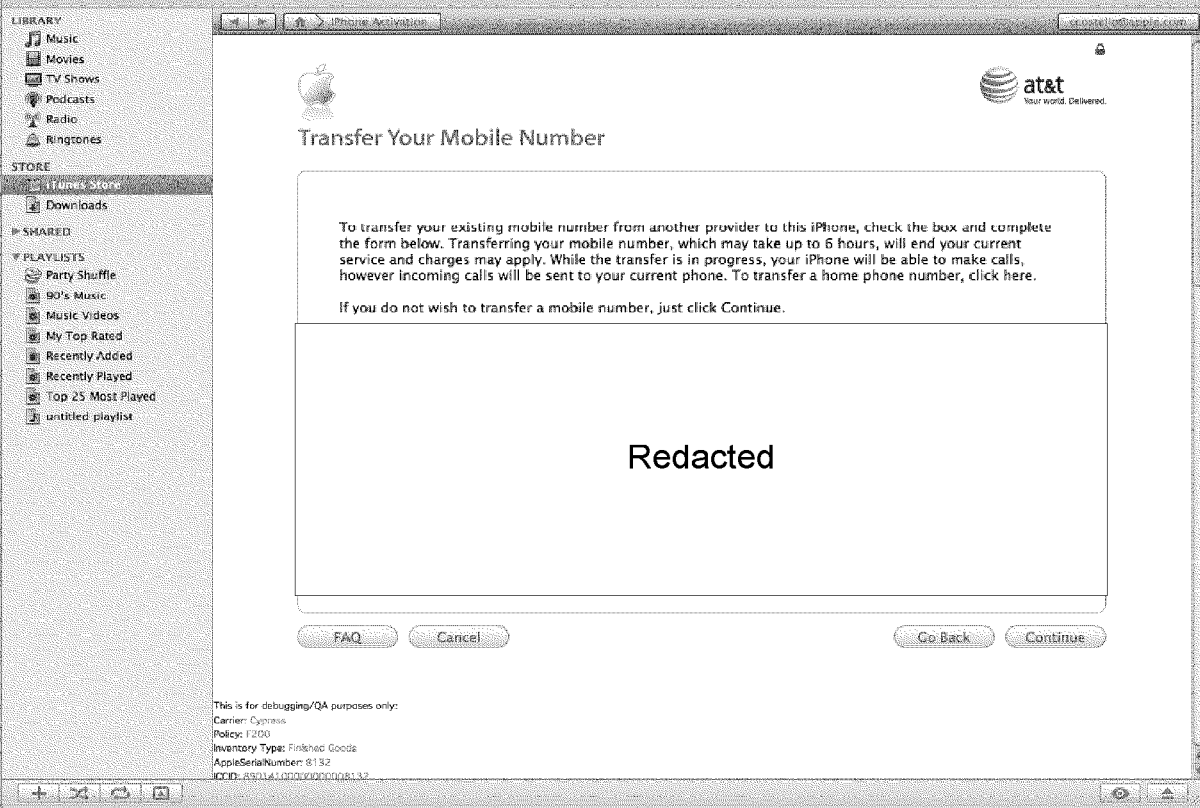 LIBRARY
Music
Movies
TV Shows
Podcasts
Radio
Ringtones
STORE
iTunes Store
Downloads
SHARED
PLAYLISTS
Party Shuffle
90's Music
Music Videos
My Top Rated
Recently Added
Recently Played
Top 25 Most Played
untitled playlist
iPhone Activation
at&t
Your world. Delivered.
Transfer Your Mobile Number
To transfer your existing mobile number from another provider to this iPhone, check the box and complete
the form below. Transferring your mobile number, which may take up to 6 hours, will end your current
service and charges may apply. While the transfer is in progress, your iPhone will be able to make calls,
however incoming calls will be sent to your current phone. To transfer a home phone number, click here.
If you do not wish to transfer a mobile number, just click Continue.
Redacted
FAQ
Cancel
Go Back
Continue
This is for debugging/QA purposes only:
Carrier: Cypress
Policy: F200
Inventory Type: Finished Goods
AppleSerialNumber: 8132
ICCID: